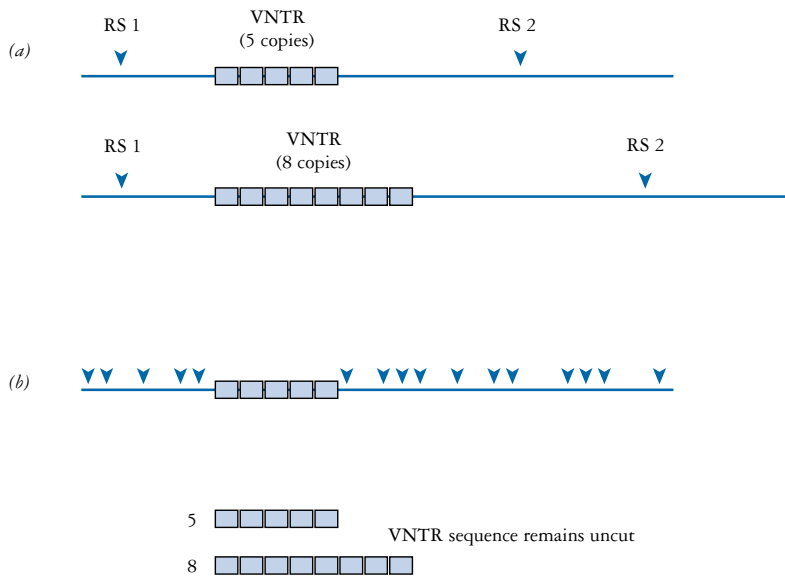 VNTR
RS 1
(5 copies)
RS 2
(a)
VNTR
RS 1
(8 copies)
RS 2
(b)
5
VNTR sequence remains uncut
8